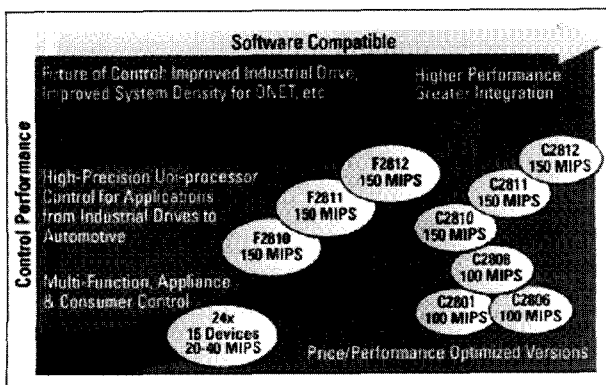 Software Compatible
Future of Control: Improved Industrial Drive,
Improved System Density for ONET, etc
Higher Performance
Greater Integration
Control Performance
High-Precision Uni-processor
Control for Applications
from Industrial Drives to
Automotive
Multi-Function, Appliance
& Consumer Control
F2812
150 MIPS
F2811
150 MIPS
F2810
150 MIPS
24x
16 Devices
20-40 MIPS
C2812
150 MIPS
C2811
150 MIPS
C2810
150 MIPS
C2808
100 MIPS
C2801
100 MIPS
C2806
100 MIPS
Price/Performance Optimized Versions